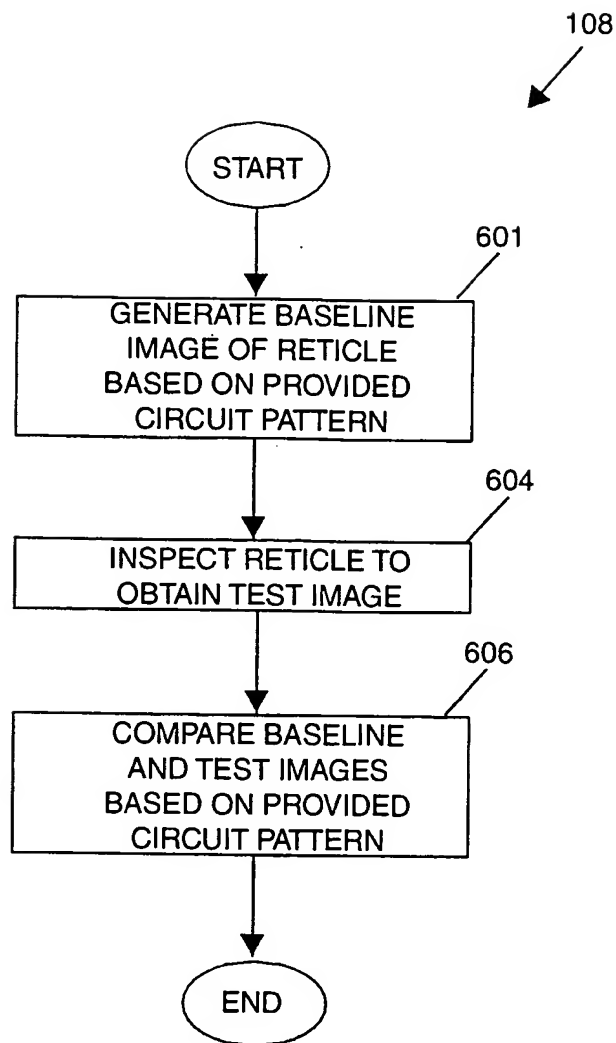 108
START
601
GENERATE BASELINE
IMAGE OF RETICLE
BASED ON PROVIDED
CIRCUIT PATTERN
604
INSPECT RETICLE TO
OBTAIN TEST IMAGE
606
COMPARE BASELINE
AND TEST IMAGES
BASED ON PROVIDED
CIRCUIT PATTERN
END